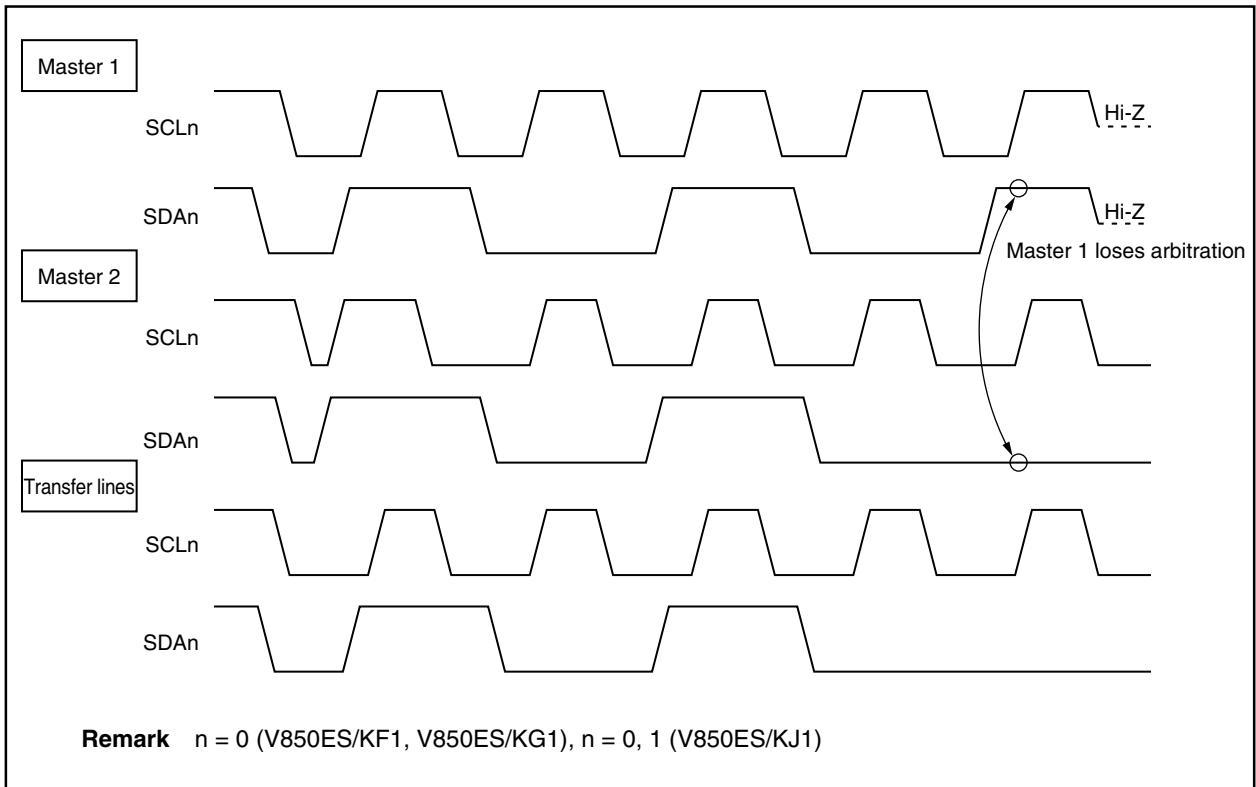 Master 1
SCLn
Hi-Z
SDAn
Hi-Z
Master 1 loses arbitration
Master 2
SCLn
SDAn
Transfer lines
SCLn
SDAn
Remark n = 0 (V850ES/KF1, V850ES/KG1), n = 0, 1 (V850ES/KJ1)